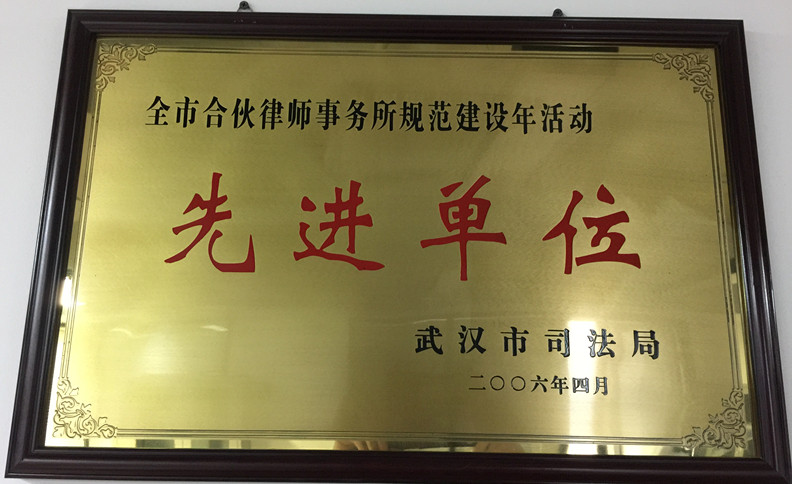 全市合伙律师事务所规范建设年活动
先进单位
武汉市司法局
二〇〇六年四月